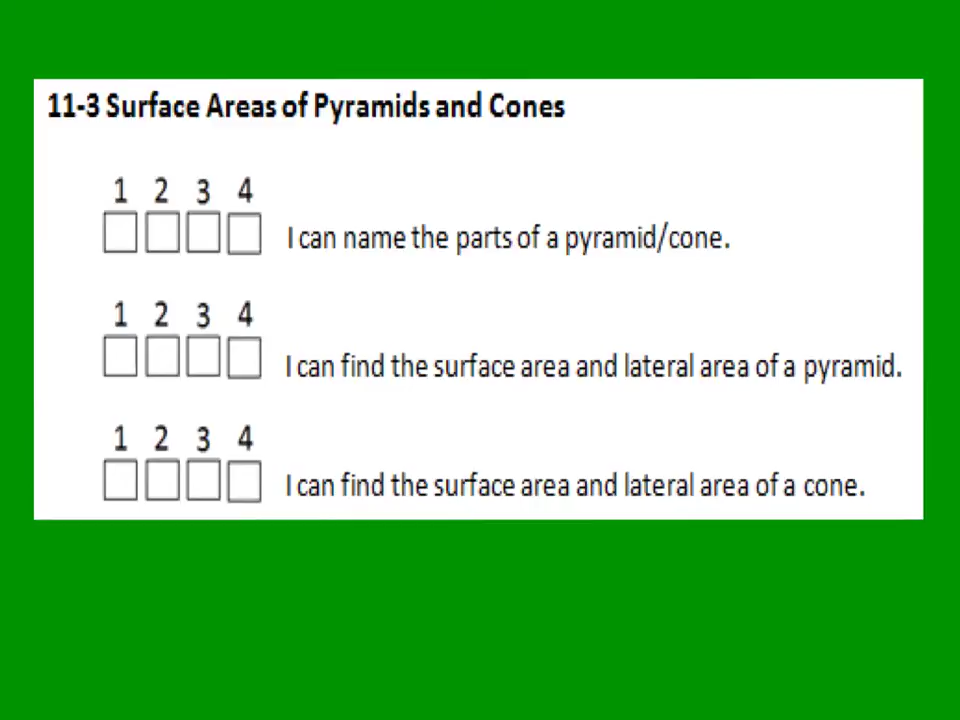 11-3 Surface Areas of Pyramids and Cones
1 2 3 4
I can name the parts of a pyramid/cone.
1 2 3 4
I can find the surface area and lateral area of a pyramid.
1 2 3 4
I can find the surface area and lateral area of a cone.